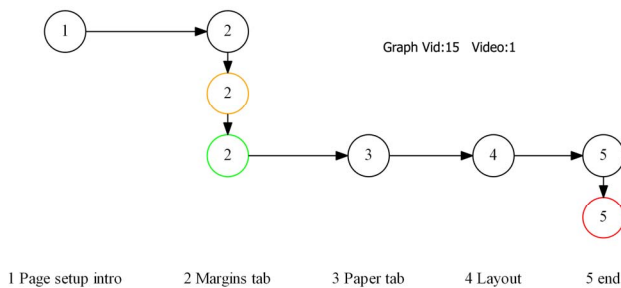 1 2
Graph Vid:15 Video:1
2
2 3 4 5
5
1 Page setup intro 2 Margins tab 3 Paper tab 4 Layout 5 end